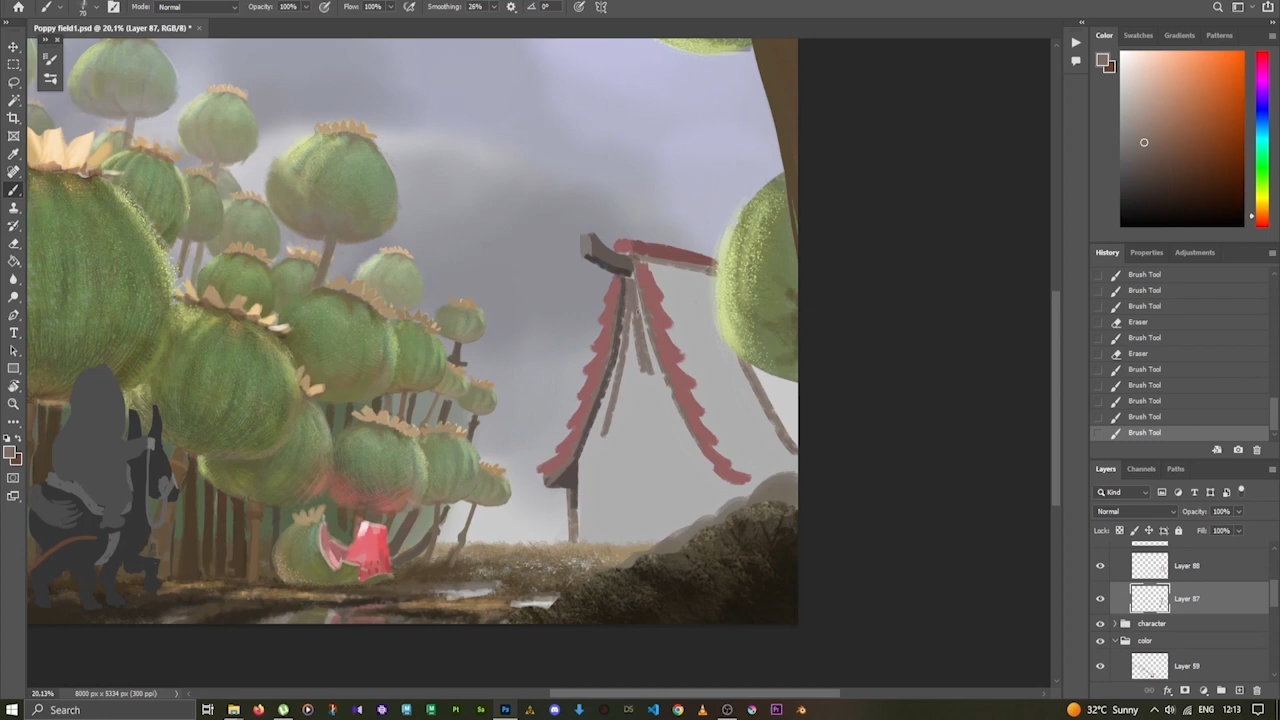 70
Mode: Normal
Opacity: 100%
Flow: 100%
Smoothing: 26%
0°
Poppy field1.psd @ 20,1% (Layer 87, RGB/8) *
Color Swatches Gradients Patterns
History Properties Adjustments
Brush Tool
Brush Tool
Brush Tool
Eraser
Brush Tool
Eraser
Brush Tool
Brush Tool
Brush Tool
Brush Tool
Brush Tool
Layers Channels Paths
Kind
Normal Opacity: 100%
Lock: Fill: 100%
Layer 88
Layer 87
character
color
Layer 59
20,13% 8000 px x 5334 px (300 ppi)
Search
32°C Sunny ENG 12:13